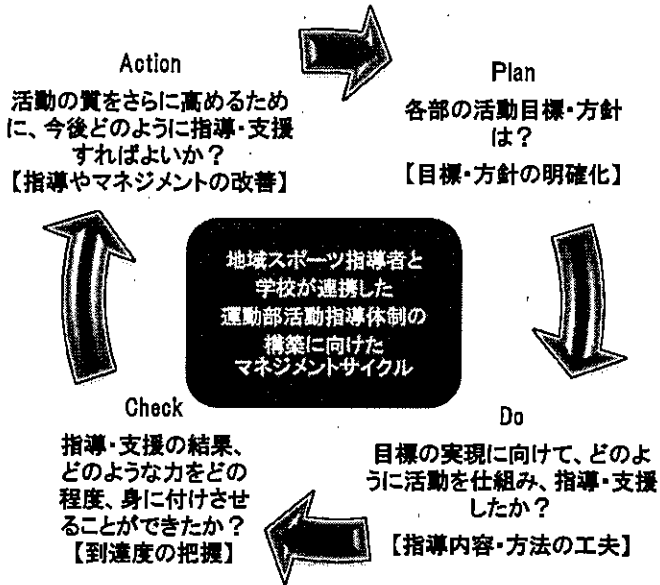 Action
活動の質をさらに高めるため
に、今後どのように指導・支援
すればよいか？
【指導やマネジメントの改善】
Plan
各部の活動目標・方針
は？
【目標・方針の明確化】
地域スポーツ指導者と
学校が連携した
運動部活動指導体制の
構築に向けた
マネジメントサイクル
Do
目標の実現に向けて、どのよ
うに活動を仕組み、指導・支援
したか？
【指導内容・方法の工夫】
Check
指導・支援の結果、
どのような力をどの
程度、身に付けさせ
ることができたか？
【到達度の把握】